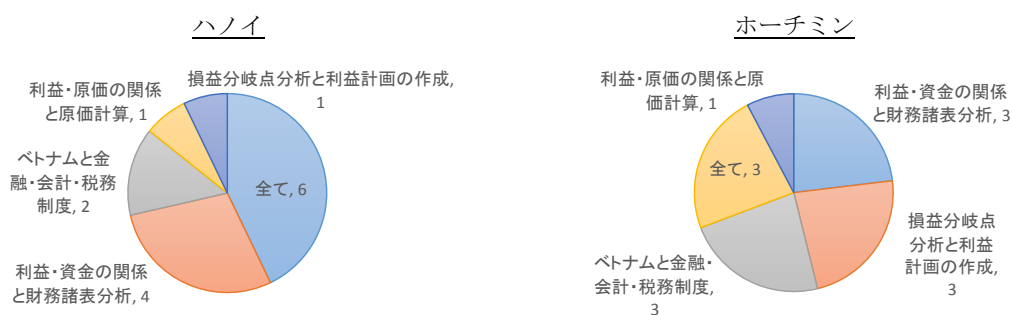 ハノイ
損益分岐点分析と利益計画の作成,
1
利益・原価の関係
と原価計算, 1
ベトナムと金
融・会計・税務
制度, 2
全て, 6
利益・資金の関係
と財務諸表分析, 4
ホーチミン
利益・原価の関係と原
価計算, 1
利益・資金の関係
と財務諸表分析, 3
全て, 3
損益分岐点
分析と利益
計画の作成,
3
ベトナムと金融・
会計・税務制度,
3